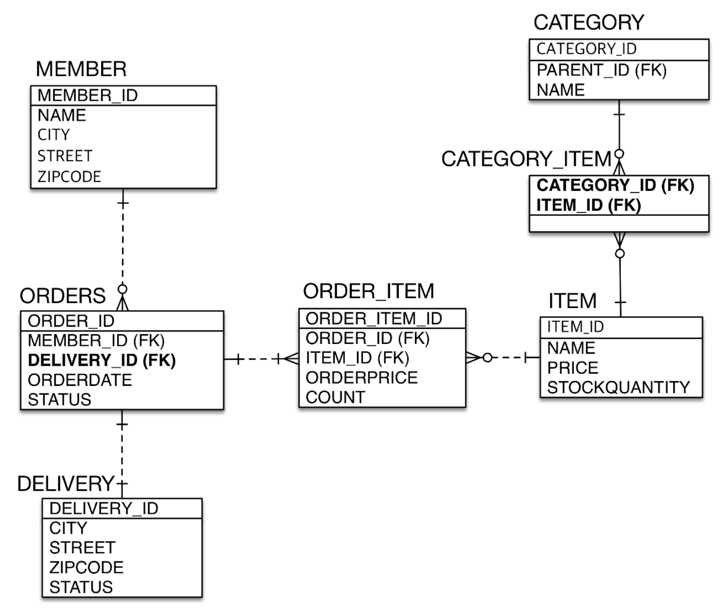 CATEGORY
CATEGORY_ID
PARENT_ID (FK)
NAME
MEMBER
MEMBER_ID
NAME
CITY
STREET
ZIPCODE
CATEGORY_ITEM
CATEGORY_ID (FK)
ITEM_ID (FK)
ORDERS
ORDER_ID
MEMBER_ID (FK)
DELIVERY_ID (FK)
ORDERDATE
STATUS
ORDER_ITEM
ORDER_ITEM_ID
ORDER_ID (FK)
ITEM_ID (FK)
ORDERPRICE
COUNT
ITEM
ITEM_ID
NAME
PRICE
STOCKQUANTITY
DELIVERY
DELIVERY_ID
CITY
STREET
ZIPCODE
STATUS